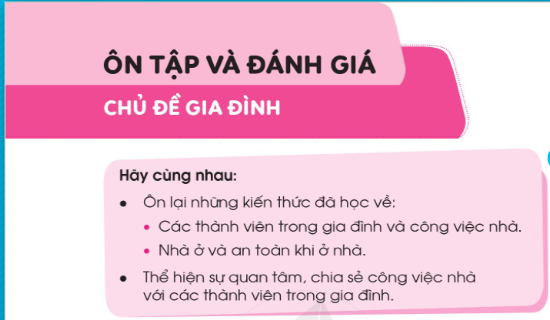 ÔN TẬP VÀ ĐÁNH GIÁ
CHỦ ĐỀ GIA ĐÌNH
Hãy cùng nhau:
● Ôn lại những kiến thức đã học về:
● Các thành viên trong gia đình và công việc nhà.
● Nhà ở và an toàn khi ở nhà.
● Thể hiện sự quan tâm, chia sẻ công việc nhà
với các thành viên trong gia đình.